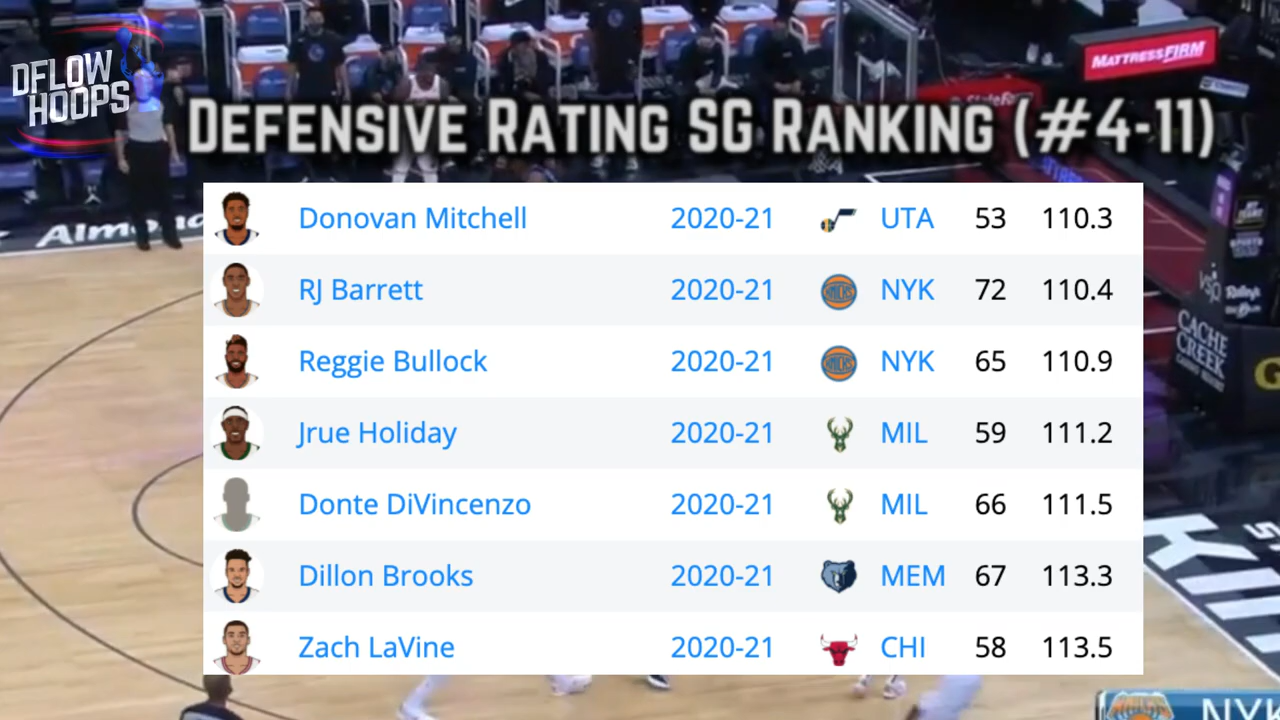 DFLOW
HOOPS
MATTRESSFIRM
StateFarm
DEFENSIVE RATING SG RANKING (#4-11)
Donovan Mitchell 2020-21 UTA 53 110.3
RJ Barrett 2020-21 NYK 72 110.4
Reggie Bullock 2020-21 NYK 65 110.9
Jrue Holiday 2020-21 MIL 59 111.2
Donte DiVincenzo 2020-21 MIL 66 111.5
Dillon Brooks 2020-21 MEM 67 113.3
Zach LaVine 2020-21 CHI 58 113.5
CACHE
CREEK
NYK